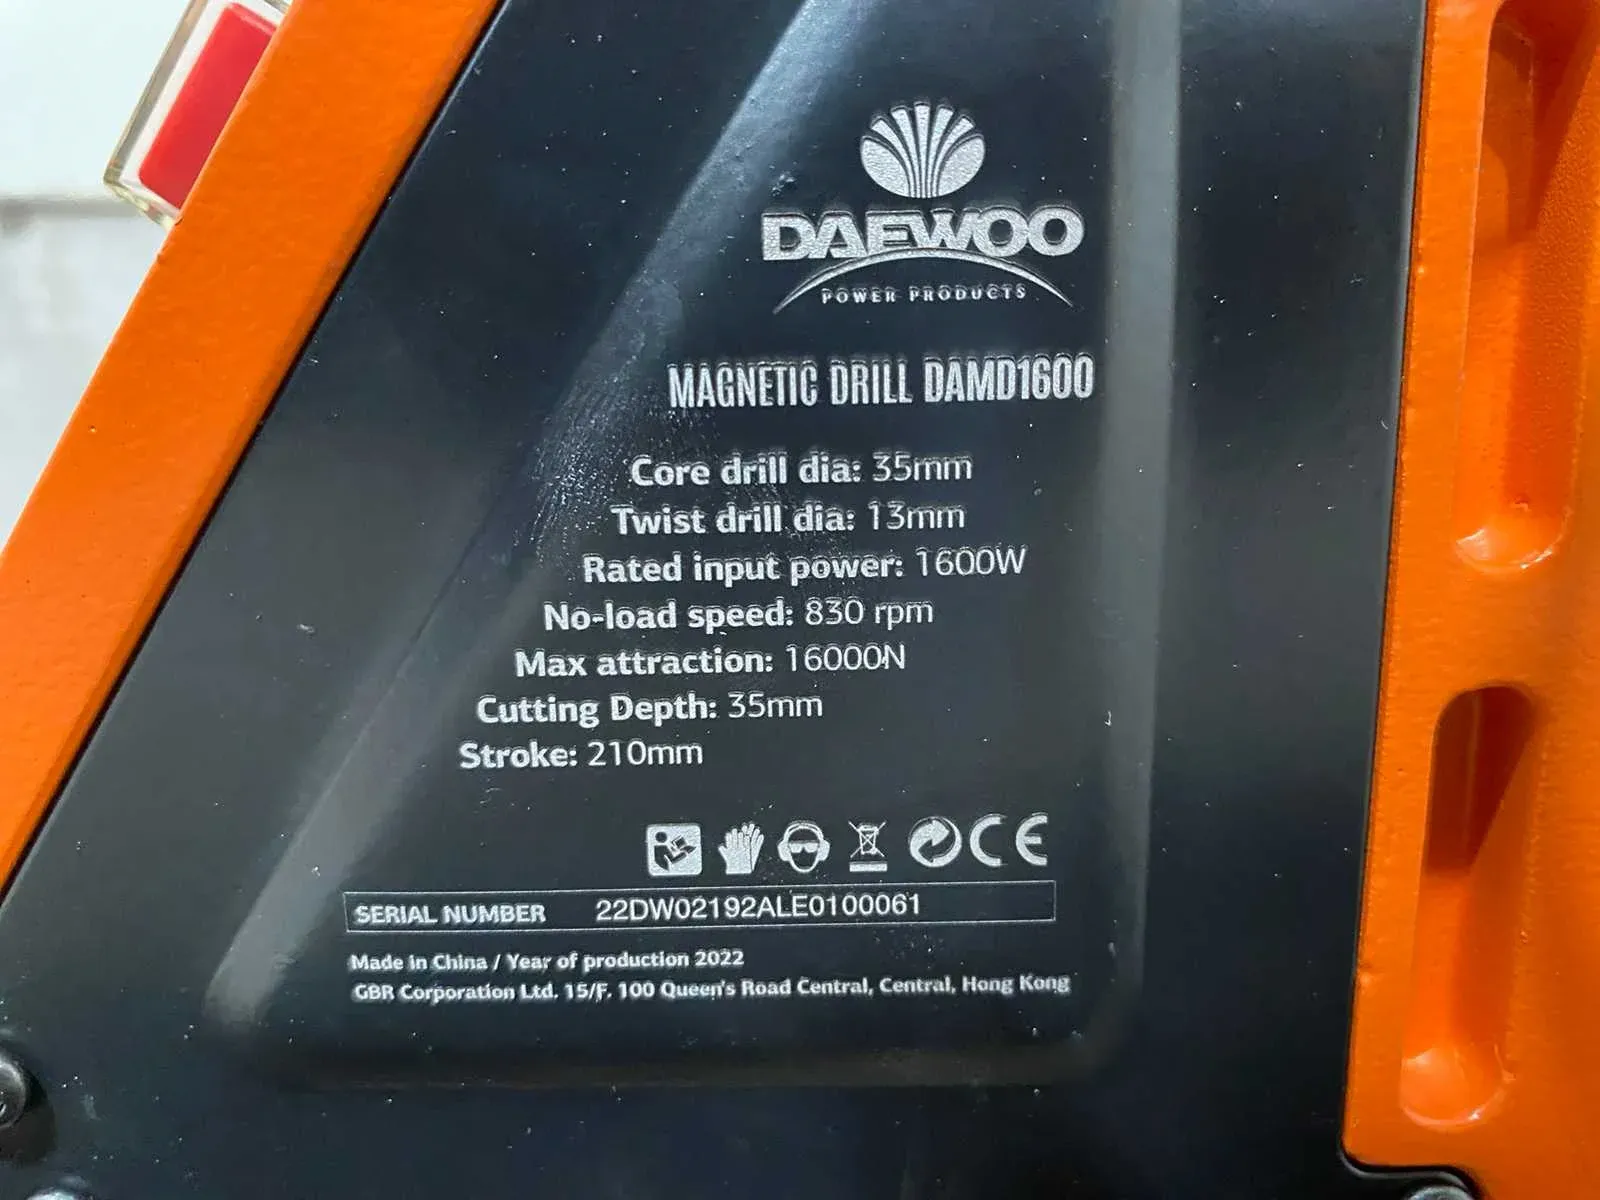 DAEWOO
POWER PRODUCTS
MAGNETIC DRILL DAMD1600
Core drill dia: 35mm
Twist drill dia: 13mm
Rated input power: 1600W
No-load speed: 830 rpm
Max attraction: 16000N
Cutting Depth: 35mm
Stroke: 210mm
CE
SERIAL NUMBER 22DW02192ALE0100061
Made in China / Year of production 2022
GBR Corporation Ltd. 15/F. 100 Queen's Road Central, Central, Hong Kong